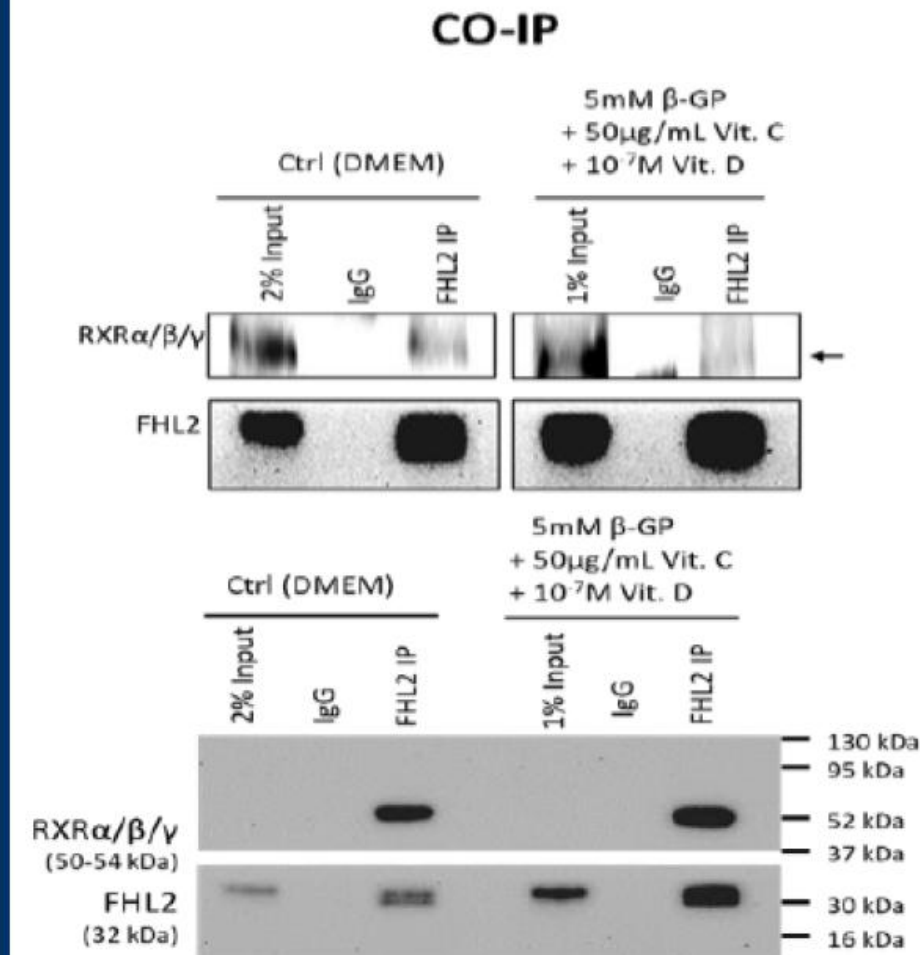 CO-IP
Ctrl (DMEM)
5mM β-GP
+ 50µg/mL Vit. C
+ 10⁻⁷M Vit. D
2% Input
IgG
FHL2 IP
1% Input
IgG
FHL2 IP
RXRα/β/γ
FHL2
Ctrl (DMEM)
5mM β-GP
+ 50µg/mL Vit. C
+ 10⁻⁷M Vit. D
2% Input
IgG
FHL2 IP
1% Input
IgG
FHL2 IP
130 kDa
95 kDa
RXRα/β/γ
52 kDa
(50-54 kDa)
37 kDa
FHL2
30 kDa
(32 kDa)
16 kDa